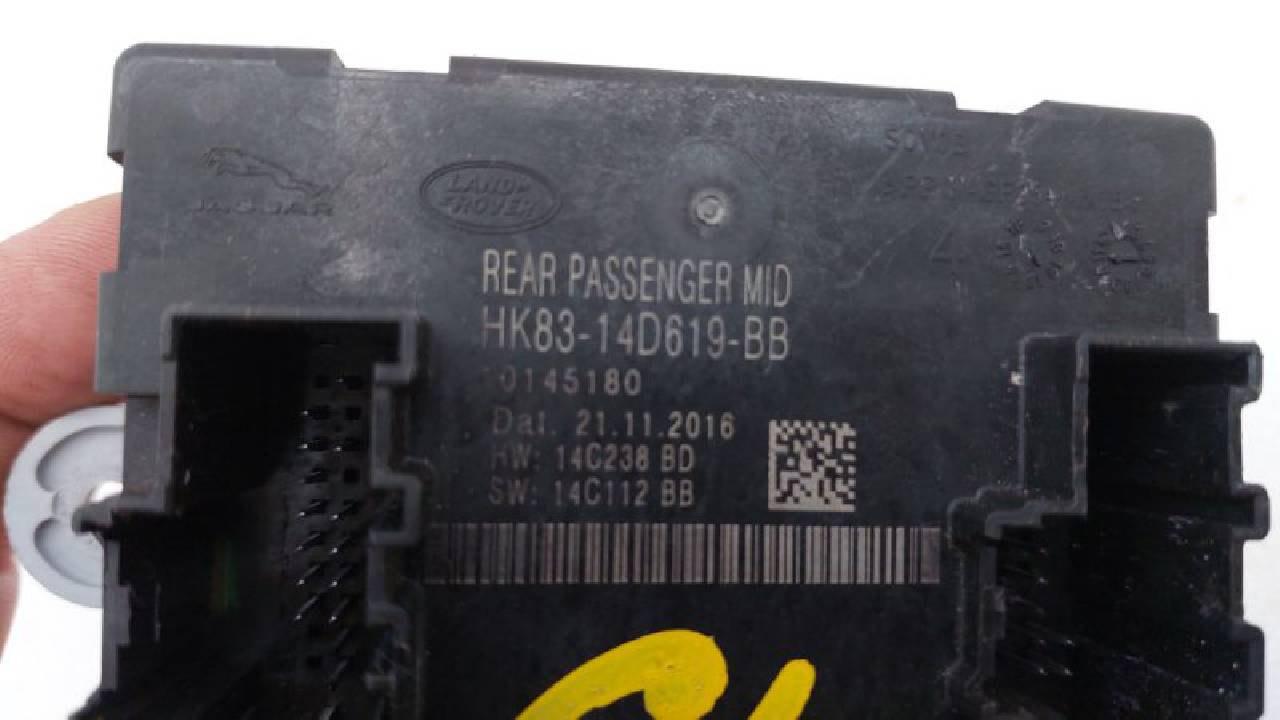 JAGUAR
LAND-
ROVER
REAR PASSENGER MID
HK83-14D619-BB
10145180
Dat. 21.11.2016
HW: 14C238 BD
SW: 14C112 BB